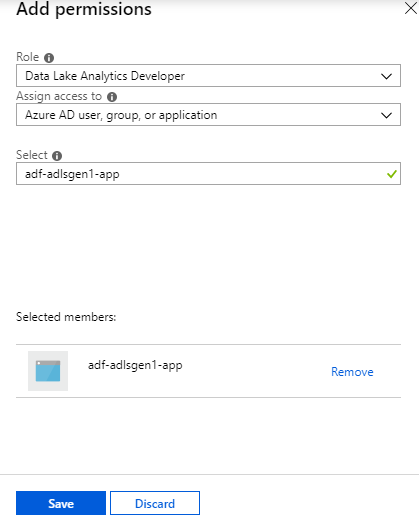 Add permissions
Role
Data Lake Analytics Developer
Assign access to
Azure AD user, group, or application
Select
adf-adlsgen1-app
Selected members:
adf-adlsgen1-app
Remove
Save
Discard